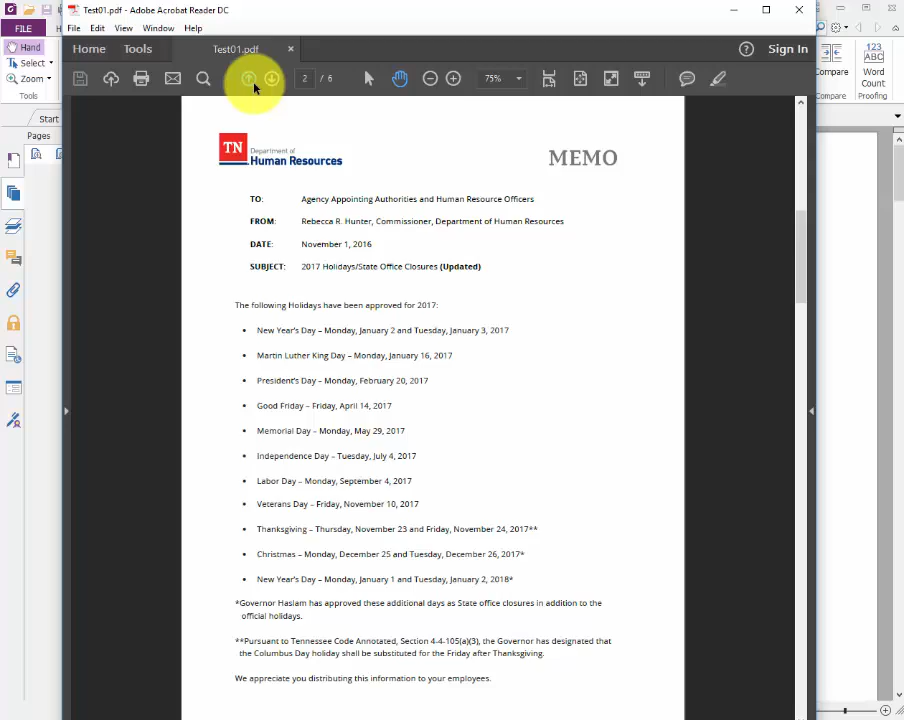 Test01.pdf - Adobe Acrobat Reader DC
FILE
File Edit View Window Help
Home Tools Test01.pdf × ? Sign In
Hand
Select
Zoom
Tools
2 / 6 75%
Compare
Compare
123
ABC
Word
Count
Proofing
Start
Pages
TN Department of
Human Resources
MEMO
TO: Agency Appointing Authorities and Human Resource Officers
FROM: Rebecca R. Hunter, Commissioner, Department of Human Resources
DATE: November 1, 2016
SUBJECT: 2017 Holidays/State Office Closures (Updated)
The following Holidays have been approved for 2017:
• New Year's Day – Monday, January 2 and Tuesday, January 3, 2017
• Martin Luther King Day – Monday, January 16, 2017
• President's Day – Monday, February 20, 2017
• Good Friday – Friday, April 14, 2017
• Memorial Day – Monday, May 29, 2017
• Independence Day – Tuesday, July 4, 2017
• Labor Day – Monday, September 4, 2017
• Veterans Day – Friday, November 10, 2017
• Thanksgiving – Thursday, November 23 and Friday, November 24, 2017**
• Christmas – Monday, December 25 and Tuesday, December 26, 2017*
• New Year's Day – Monday, January 1 and Tuesday, January 2, 2018*
*Governor Haslam has approved these additional days as State office closures in addition to the
official holidays.
**Pursuant to Tennessee Code Annotated, Section 4-4-105(a)(3), the Governor has designated that
the Columbus Day holiday shall be substituted for the Friday after Thanksgiving.
We appreciate you distributing this information to your employees.